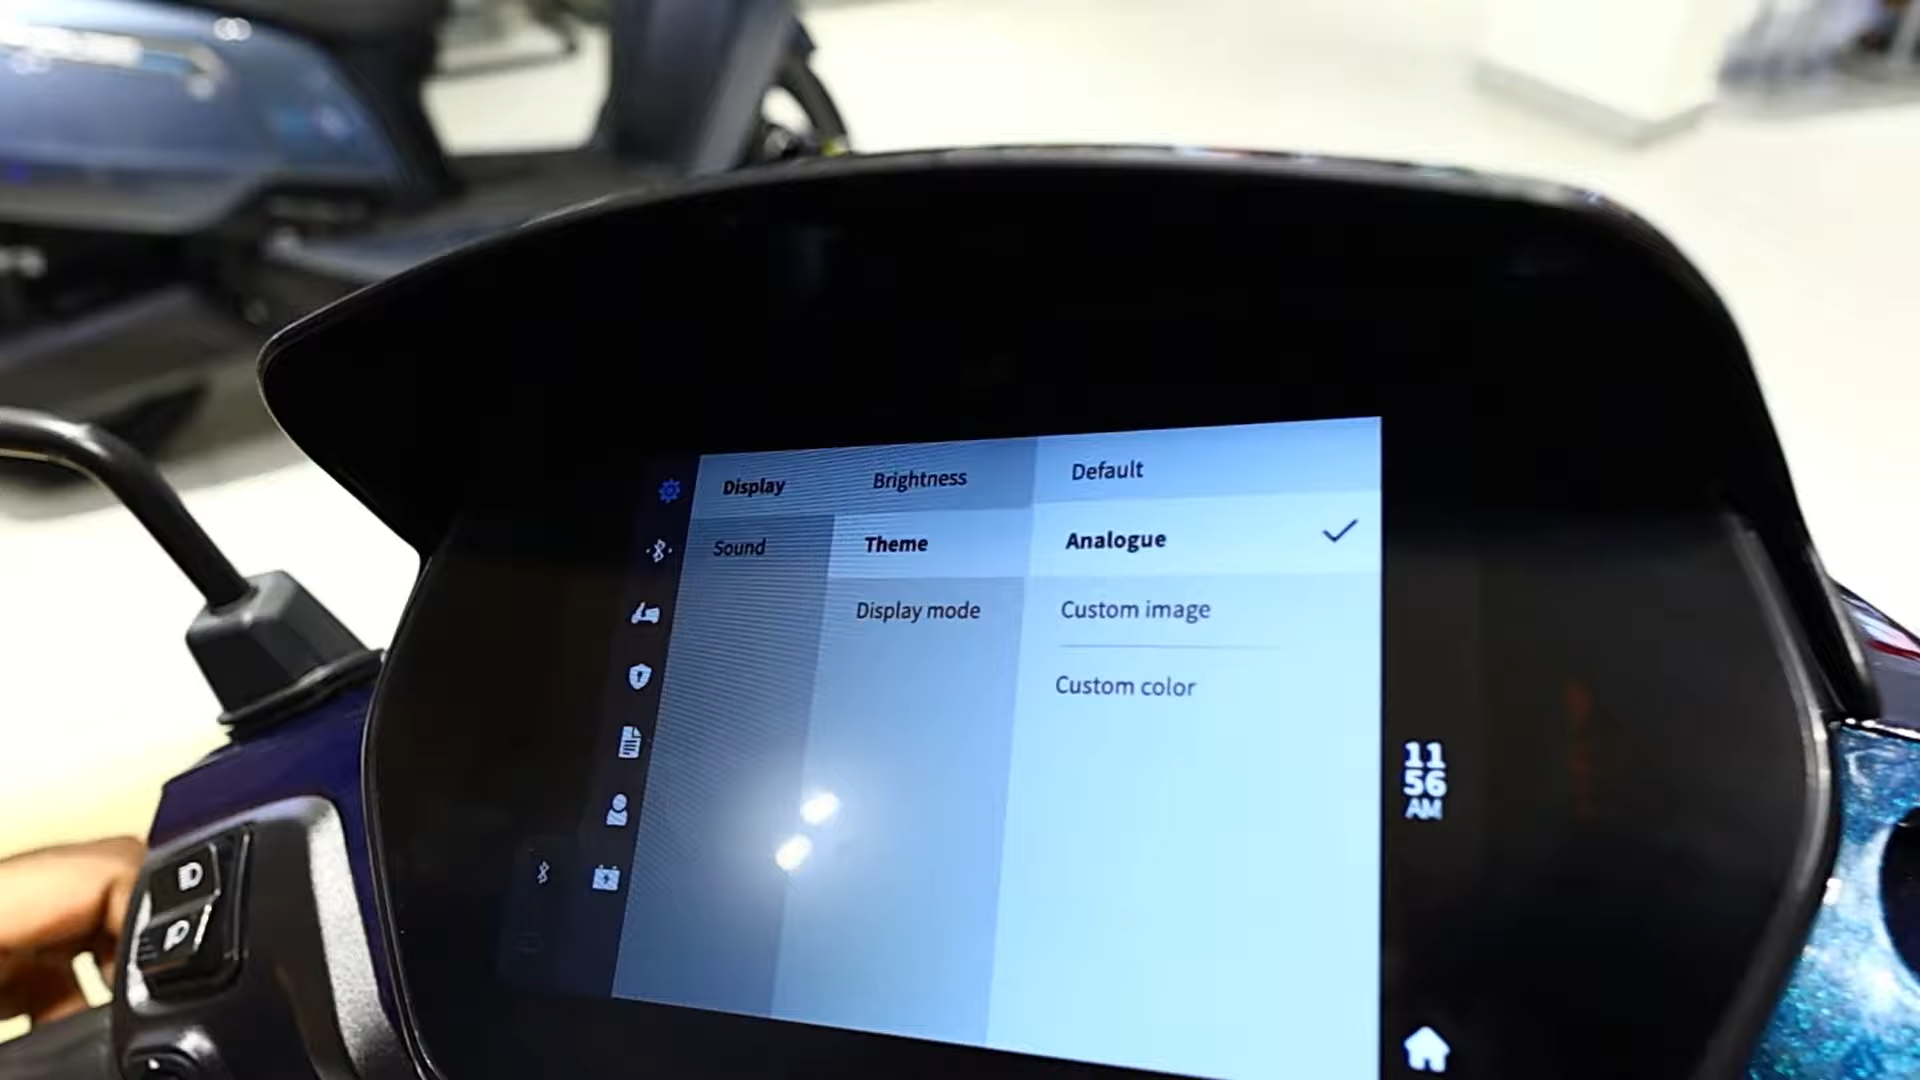 Display
Sound
Brightness
Theme
Display mode
Default
Analogue
Custom image
Custom color
11
56
AM